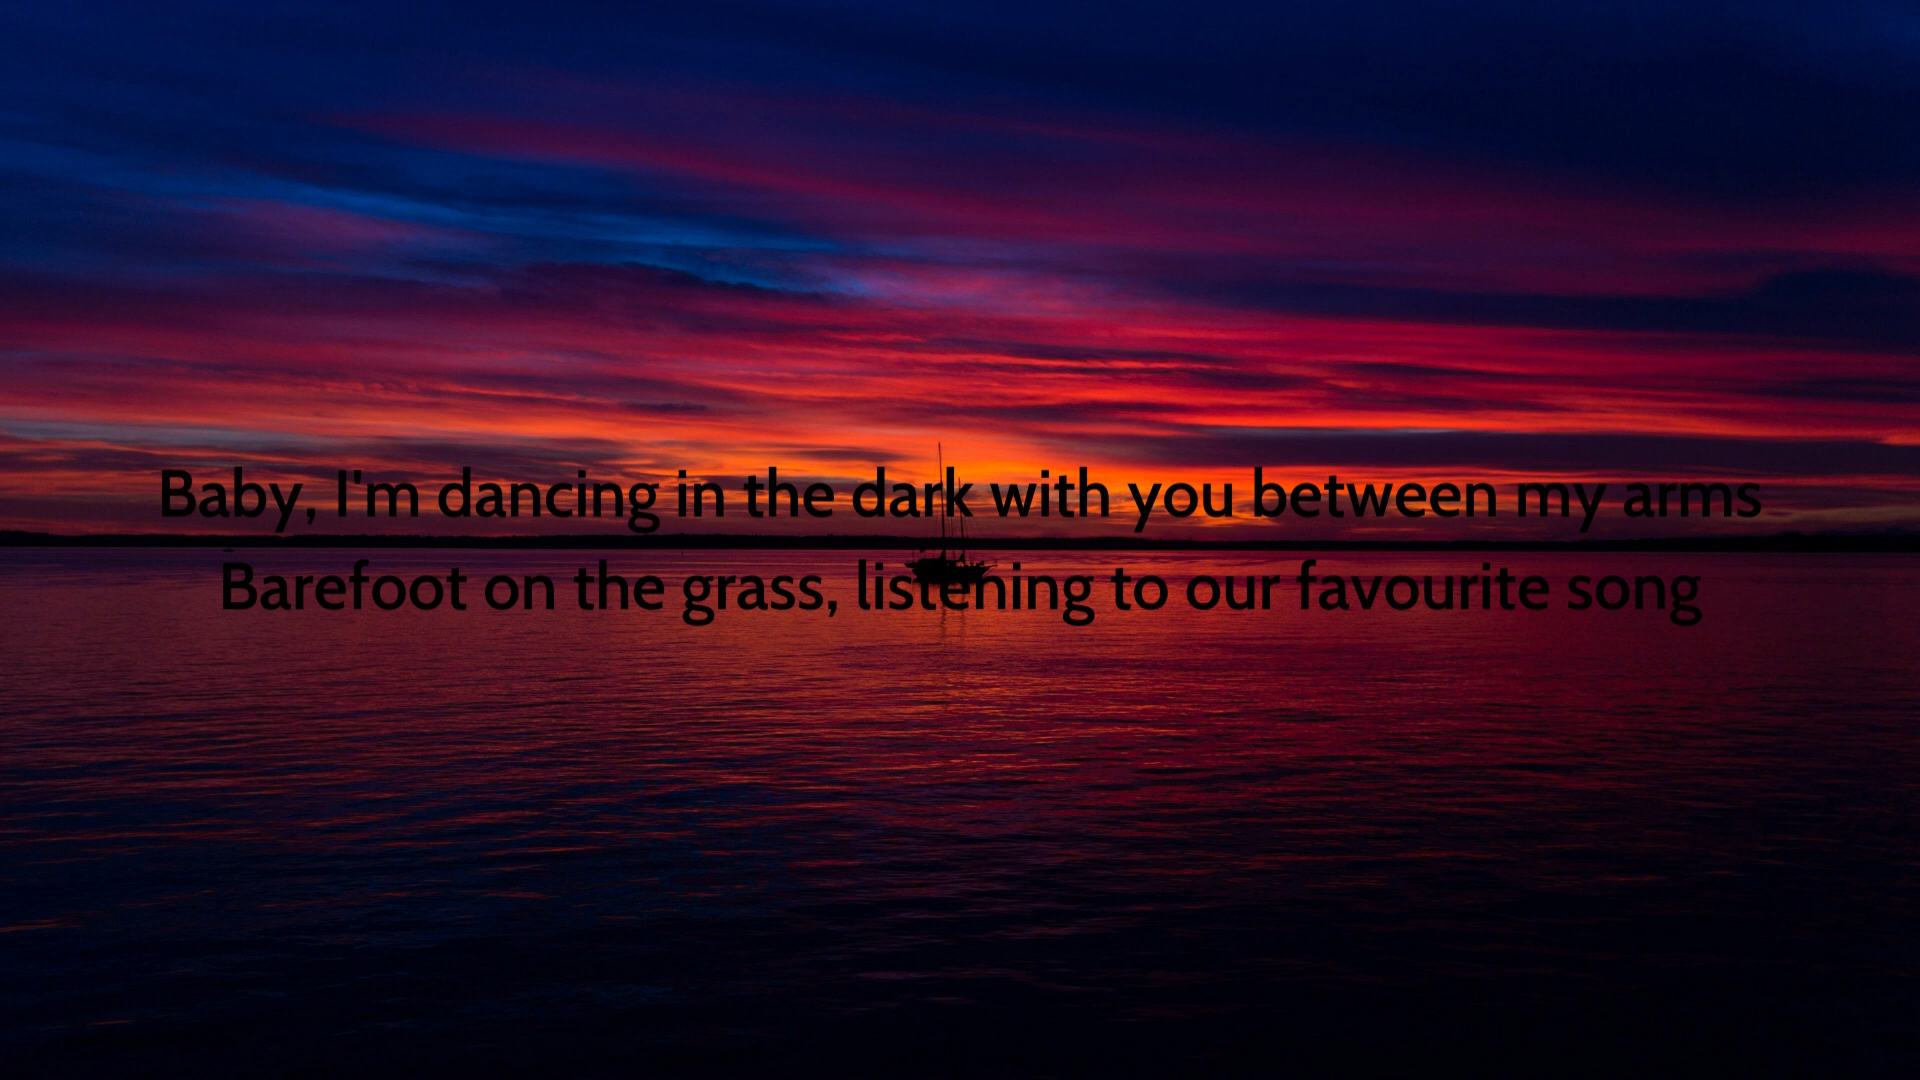 Baby, I'm dancing in the dark with you between my arms
Barefoot on the grass, listening to our favourite song